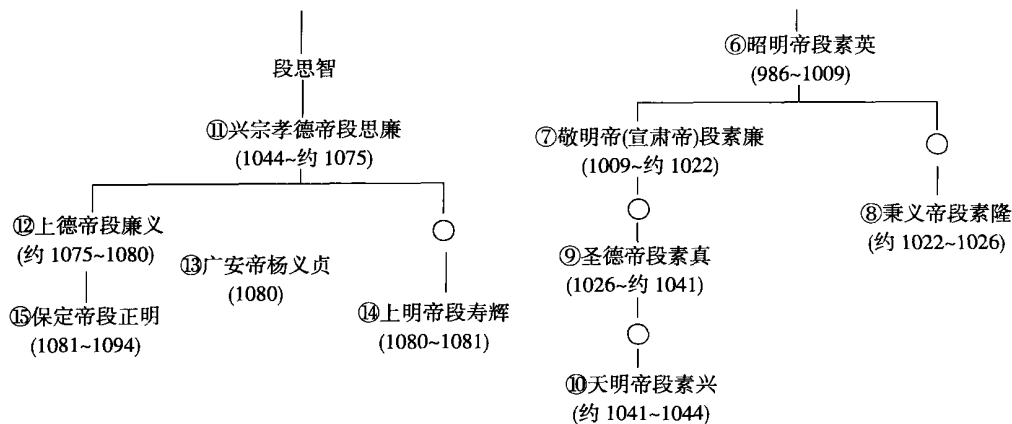 段思智
⑪兴宗孝德帝段思廉
(1044~约 1075)
⑫上德帝段廉义
(约 1075~1080)
⑬广安帝杨义贞
(1080)
⑮保定帝段正明
(1081~1094)
⑭上明帝段寿辉
(1080~1081)
⑥昭明帝段素英
(986~1009)
⑦敬明帝(宣肃帝)段素廉
(1009~约 1022)
⑧秉义帝段素隆
(约 1022~1026)
⑨圣德帝段素真
(1026~约 1041)
⑩天明帝段素兴
(约 1041~1044)